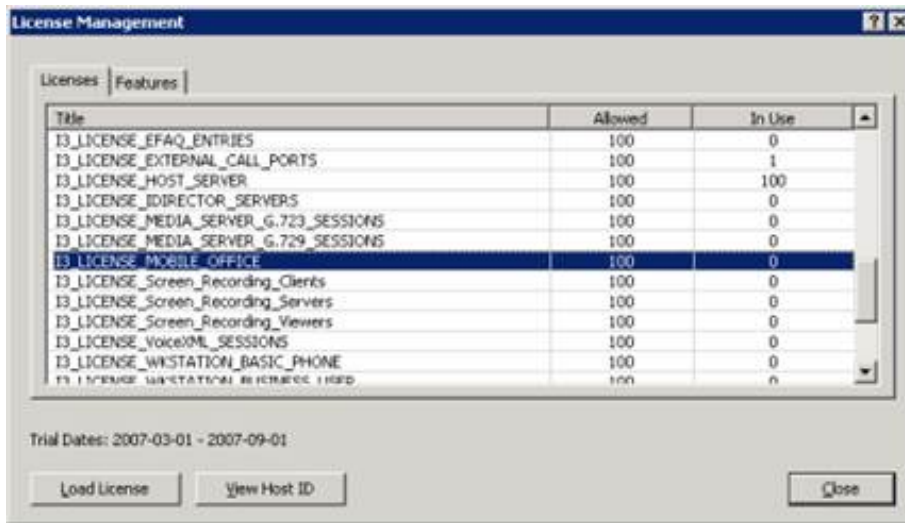 License Management
Licenses Features
Title Allowed In Use
I3_LICENSE_EFAQ_ENTRIES 100 0
I3_LICENSE_EXTERNAL_CALL_PORTS 100 1
I3_LICENSE_HOST_SERVER 100 100
I3_LICENSE_IDIRECTOR_SERVERS 100 0
I3_LICENSE_MEDIA_SERVER_G.723_SESSIONS 100 0
I3_LICENSE_MEDIA_SERVER_G.729_SESSIONS 100 0
I3_LICENSE_MOBILE_OFFICE 100 0
I3_LICENSE_Screen_Recording_Clients 100 0
I3_LICENSE_Screen_Recording_Servers 100 0
I3_LICENSE_Screen_Recording_Viewers 100 0
I3_LICENSE_VoiceXML_SESSIONS 100 0
I3_LICENSE_WKSTATION_BASIC_PHONE 100 0
I3_LICENSE_WKSTATION_BUSINESS_USER 100 0
Trial Dates: 2007-03-01 - 2007-09-01
Load License View Host ID Close